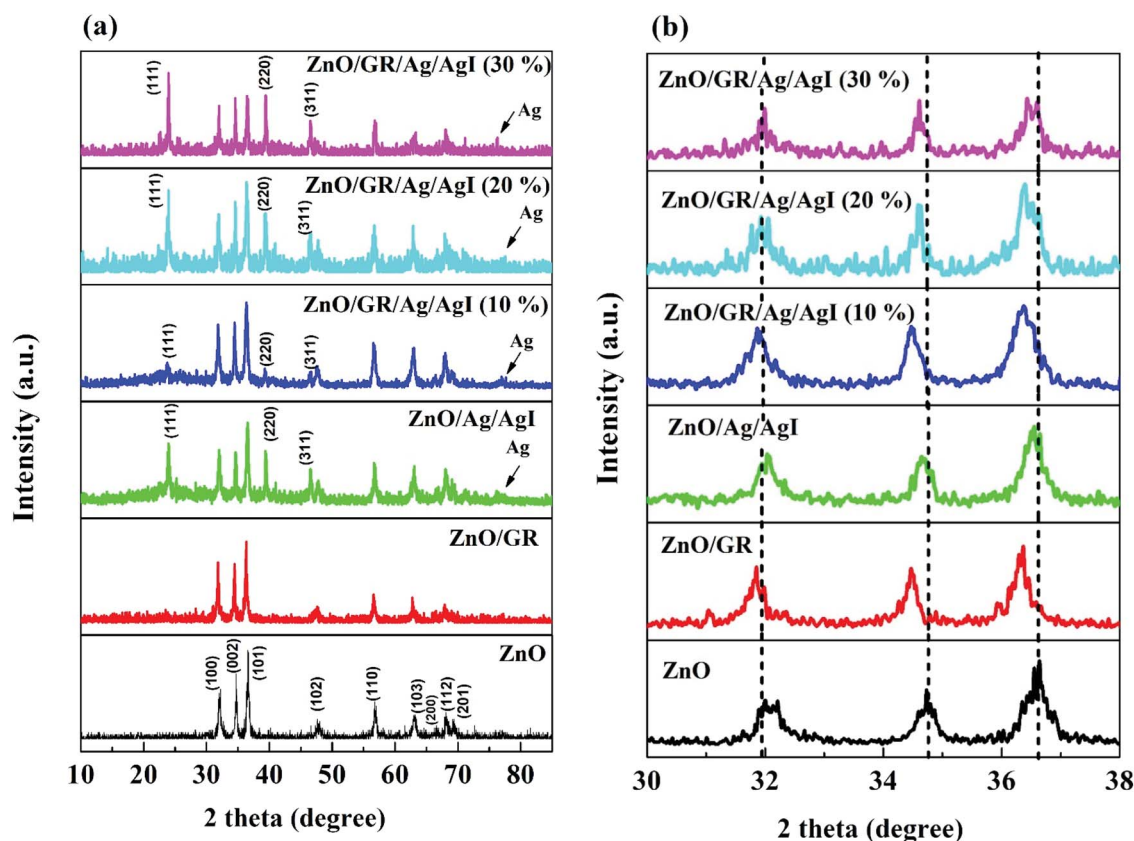 (a)
Intensity (a.u.)
ZnO/GR/Ag/AgI (30 %)
(111)
(220)
(311)
Ag
ZnO/GR/Ag/AgI (20 %)
(111)
(220)
(311)
Ag
ZnO/GR/Ag/AgI (10 %)
(111)
(220)
(311)
Ag
ZnO/Ag/AgI
(111)
(220)
(311)
Ag
ZnO/GR
ZnO
(100)
(002)
(101)
(102)
(110)
(103)
(200)
(112)
(201)
10 20 30 40 50 60 70 80
2 theta (degree)
(b)
Intensity (a.u.)
ZnO/GR/Ag/AgI (30 %)
ZnO/GR/Ag/AgI (20 %)
ZnO/GR/Ag/AgI (10 %)
ZnO/Ag/AgI
ZnO/GR
ZnO
30 32 34 36 38
2 theta (degree)